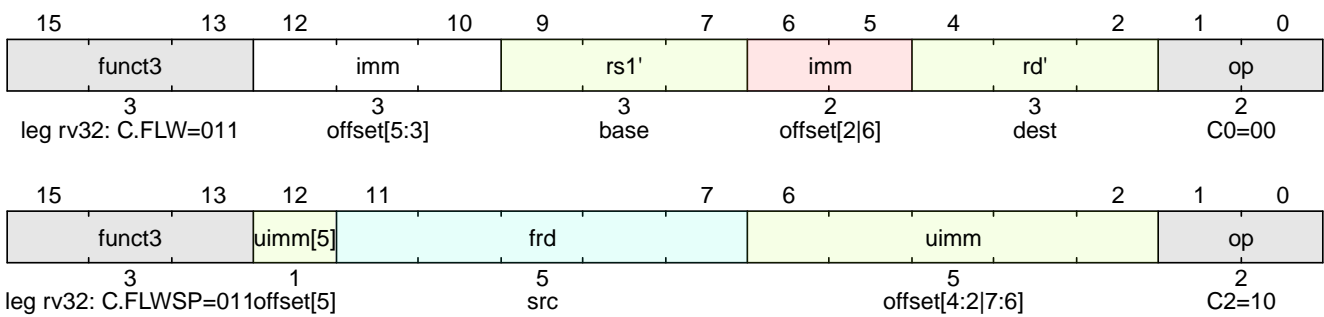 15 13 12 10 9 7 6 5 4 2 1 0
funct3 imm rs1' imm rd' op
3 3 3 2 3 2
leg rv32: C.FLW=011 offset[5:3] base offset[2|6] dest C0=00
15 13 12 11 7 6 2 1 0
funct3 uimm[5] frd uimm op
3 1 5 5 2
leg rv32: C.FLWSP=011 offset[5] src offset[4:2|7:6] C2=10